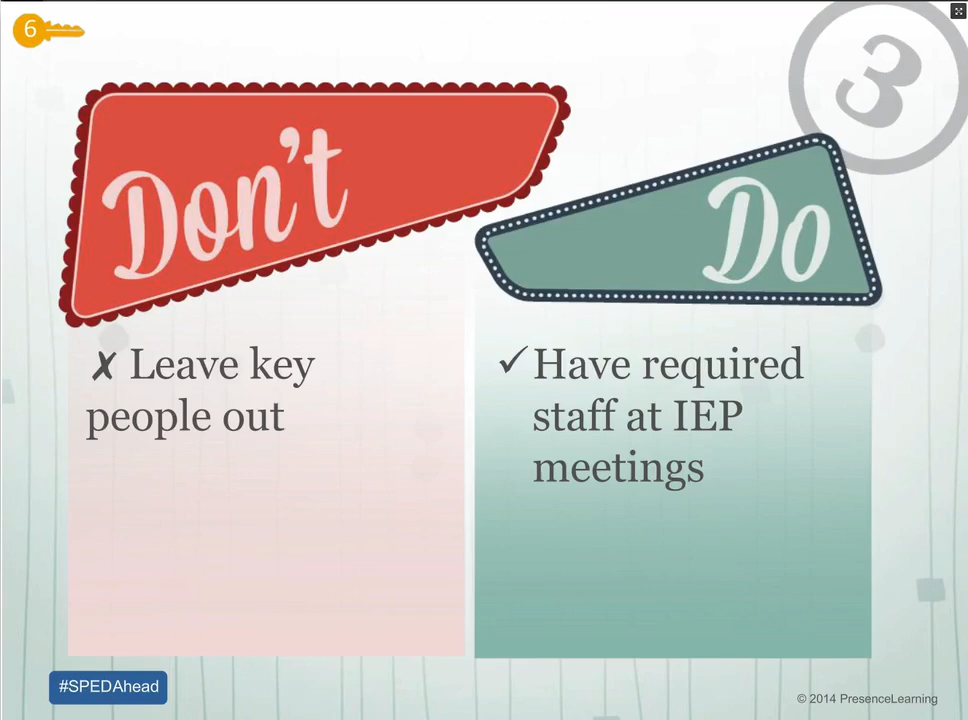 6
3
Don't
Do
✗ Leave key
people out
✓ Have required
staff at IEP
meetings
#SPEDAhead
© 2014 PresenceLearning